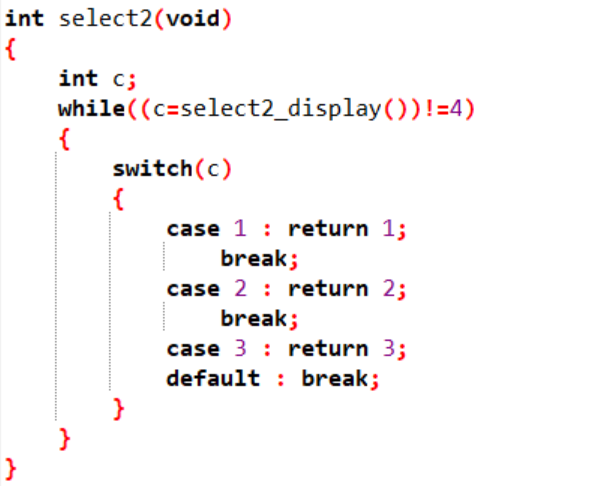 int select2(void)
{
    int c;
    while((c=select2_display())!=4)
    {
        switch(c)
        {
            case 1 : return 1;
                break;
            case 2 : return 2;
                break;
            case 3 : return 3;
            default : break;
        }
    }
}